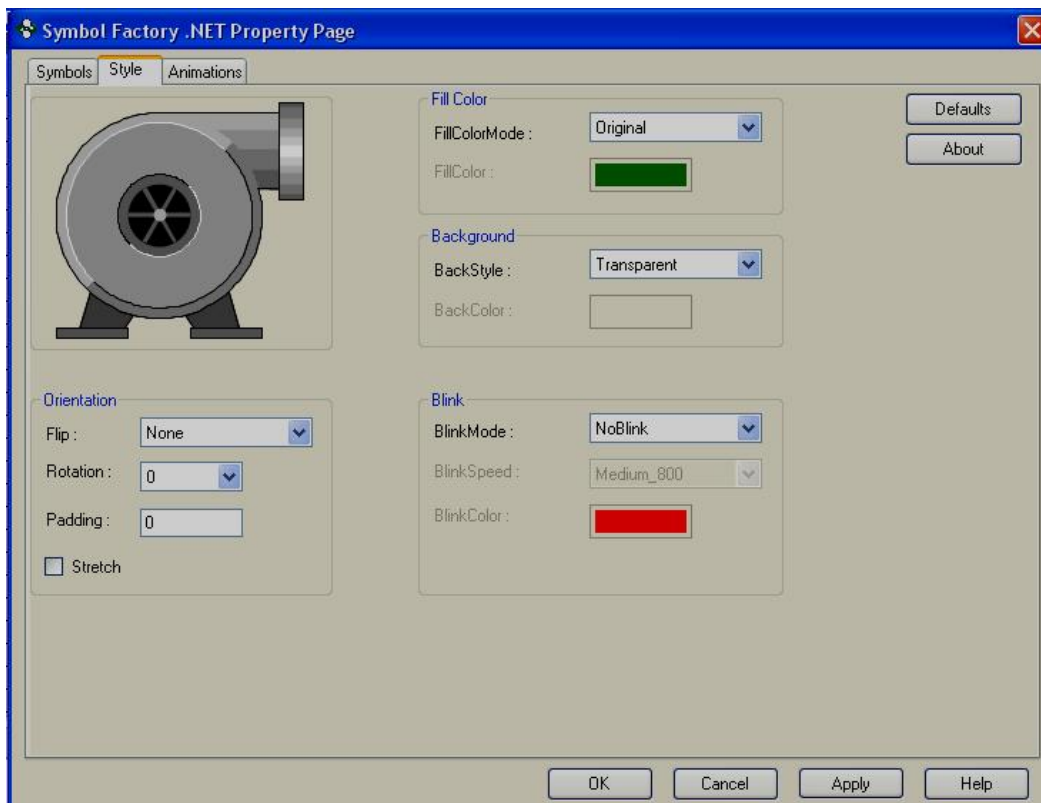 Symbol Factory .NET Property Page
Symbols Style Animations
Fill Color
FillColorMode : Original
FillColor :
Defaults
About
Background
BackStyle : Transparent
BackColor :
Orientation
Flip : None
Rotation : 0
Padding : 0
Stretch
Blink
BlinkMode : NoBlink
BlinkSpeed : Medium_800
BlinkColor :
OK Cancel Apply Help